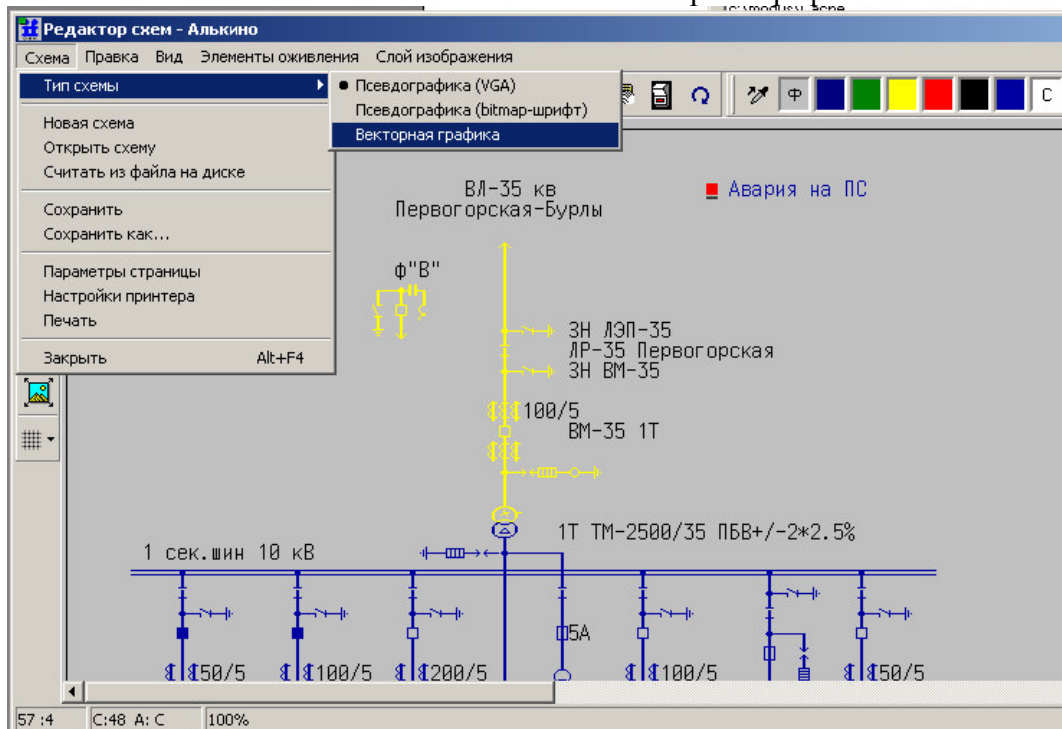 Редактор схем - Алькино
Схема Правка Вид Элементы оживления Слой изображения
Тип схемы
Псевдографика (VGA)
Псевдографика (bitmap-шрифт)
Векторная графика
Новая схема
Открыть схему
Считать из файла на диске
Сохранить
Сохранить как...
Параметры страницы
Настройки принтера
Печать
Закрыть Alt+F4
Ф
С
ВЛ-35 кв
Первогорская-Бурлы
Авария на ПС
ф"В"
ЗН ЛЭП-35
ЛР-35 Первогорская
ЗН ВМ-35
100/5
ВМ-35 1Т
1Т ТМ-2500/35 ПБВ+/-2*2.5%
1 сек.шин 10 кВ
5А
50/5 100/5 200/5 100/5 50/5
57 :4 C:48 A: C 100%